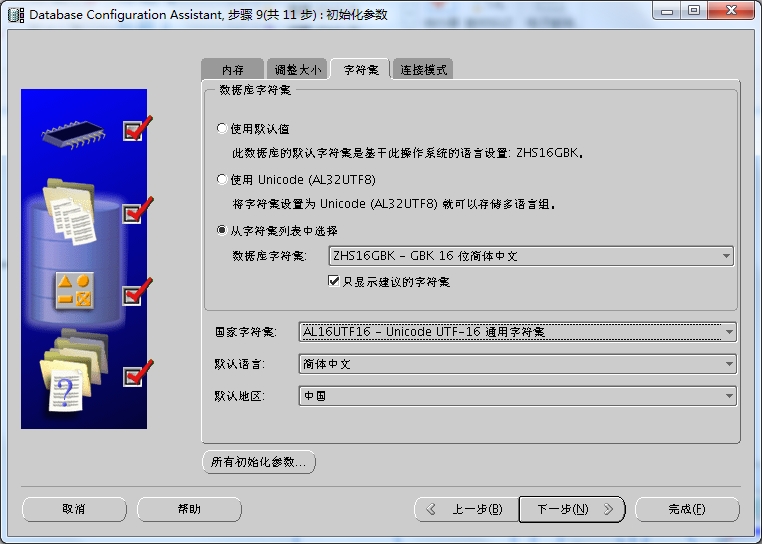 Database Configuration Assistant, 步骤 9(共 11 步) : 初始化参数
内存 调整大小 字符集 连接模式
数据库字符集
使用默认值
此数据库的默认字符集是基于此操作系统的语言设置: ZHS16GBK。
使用 Unicode (AL32UTF8)
将字符集设置为 Unicode (AL32UTF8) 就可以存储多语言组。
从字符集列表中选择
数据库字符集: ZHS16GBK - GBK 16 位简体中文
只显示建议的字符集
国家字符集: AL16UTF16 - Unicode UTF-16 通用字符集
默认语言: 简体中文
默认地区: 中国
所有初始化参数...
取消 帮助 上一步(B) 下一步(N) 完成(F)